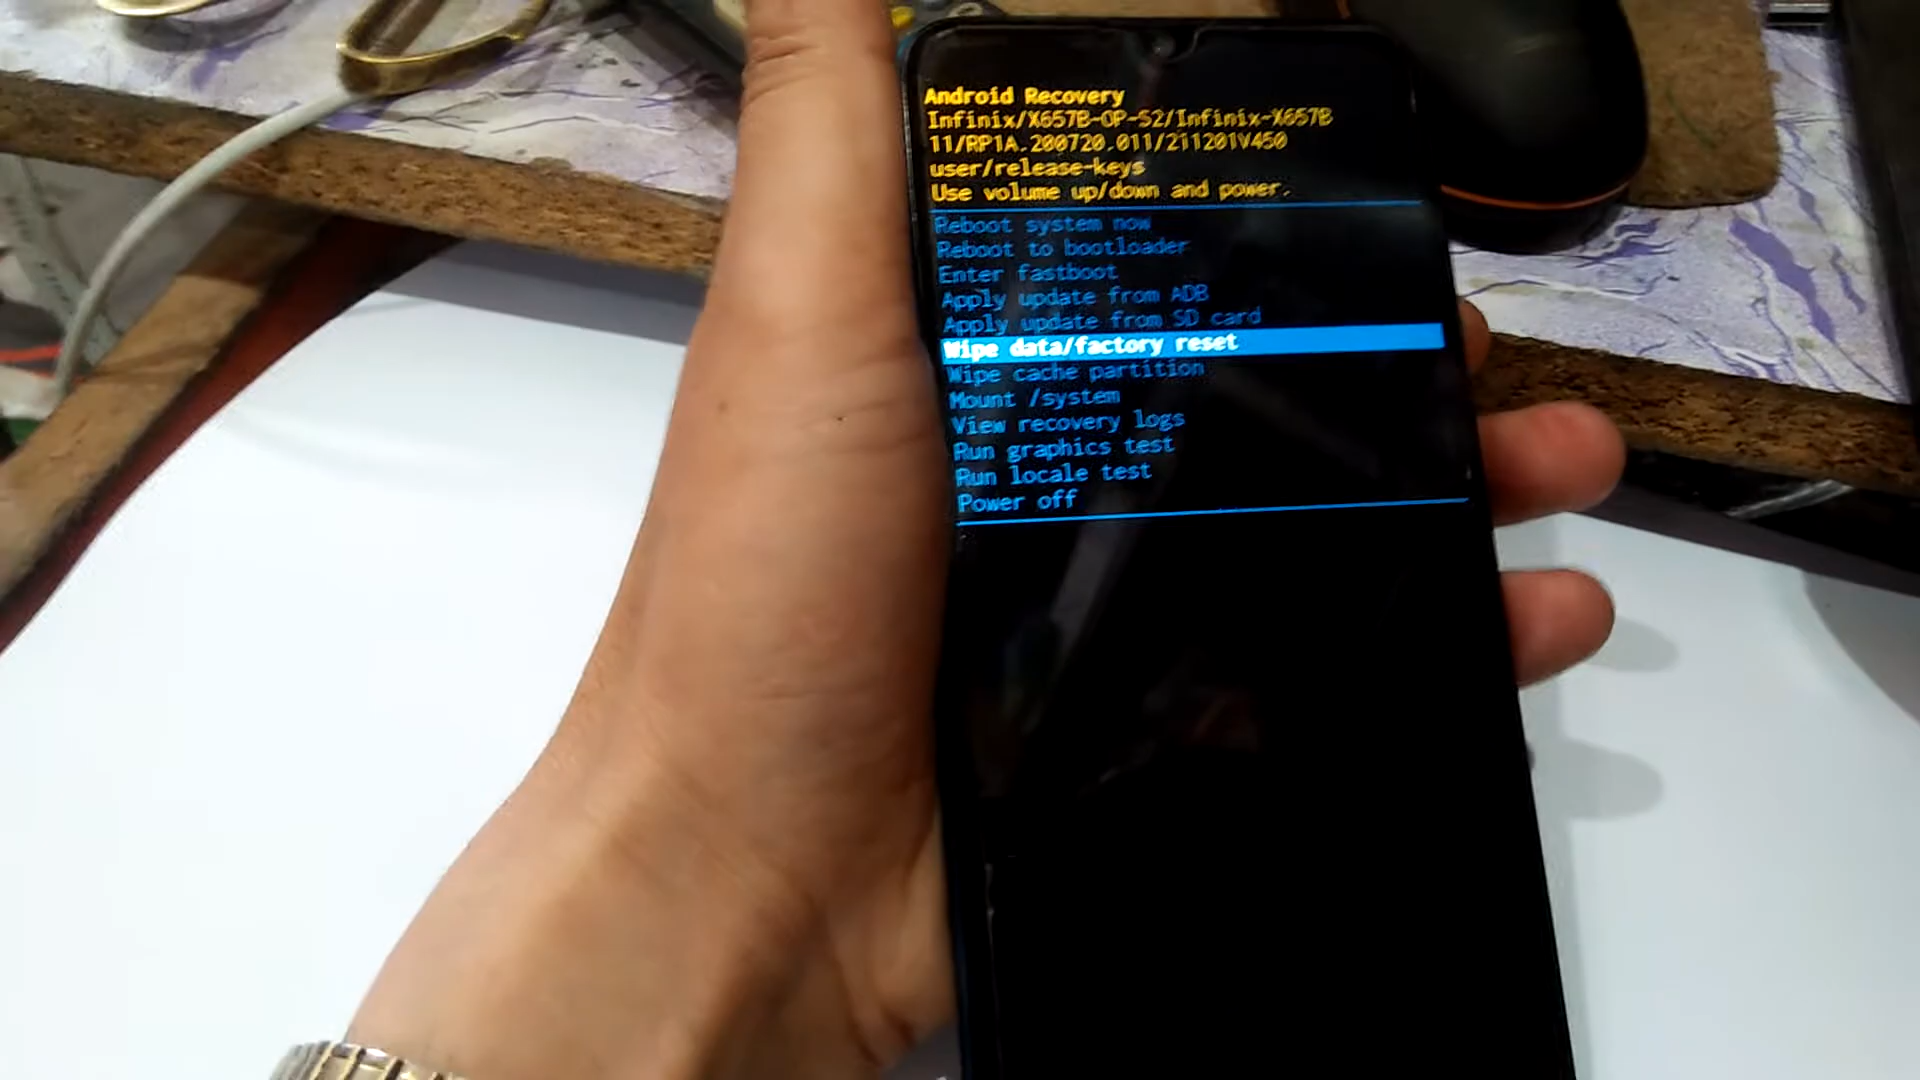 Android Recovery
Infinix/X657B-OP-S2/Infinix-X657B
11/RP1A.200720.011/211201V450
user/release-keys
Use volume up/down and power.
Reboot system now
Reboot to bootloader
Enter fastboot
Apply update from ADB
Apply update from SD card
Wipe data/factory reset
Wipe cache partition
Mount /system
View recovery logs
Run graphics test
Run locale test
Power off